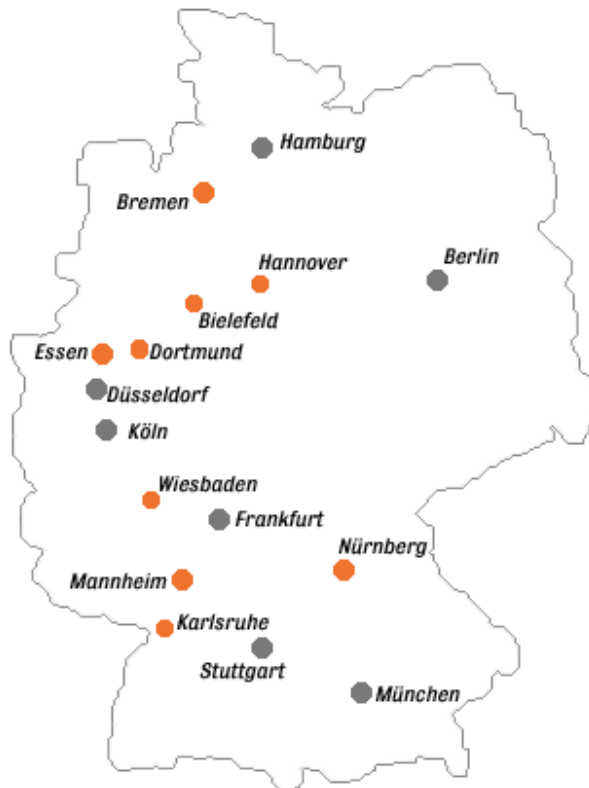 Hamburg
Bremen
Hannover
Berlin
Bielefeld
Essen
Dortmund
Düsseldorf
Köln
Wiesbaden
Frankfurt
Nürnberg
Mannheim
Karlsruhe
Stuttgart
München